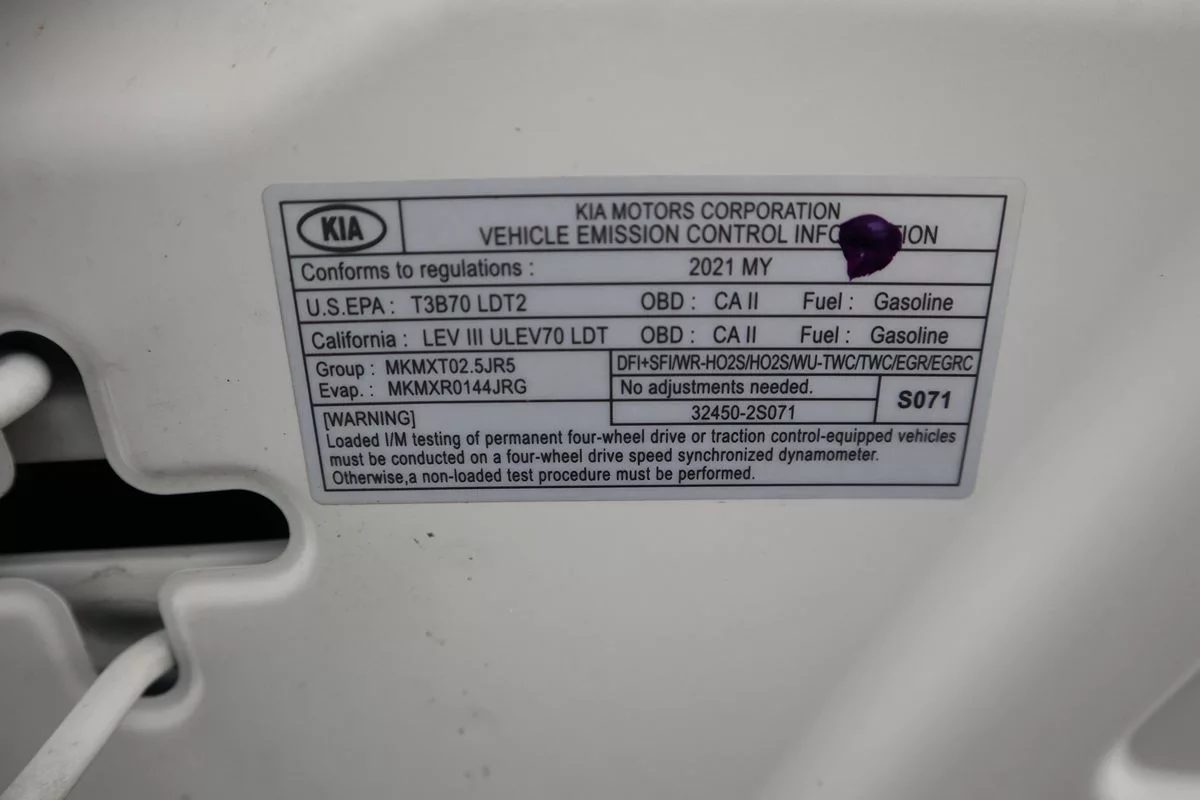 KIA
KIA MOTORS CORPORATION
VEHICLE EMISSION CONTROL
Conforms to regulations : 2021 MY
U.S.EPA : T3B70 LDT2 OBD : CA II Fuel : Gasoline
California : LEV III ULEV70 LDT OBD : CA II Fuel : Gasoline
Group : MKMXT02.5JR5
Evap. : MKMXR0144JRG
DFI+SFI/WR-HO2S/HO2S/WU-TWC/TWC/EGR/EGRC
No adjustments needed.
32450-2S071
S071
[WARNING]
Loaded I/M testing of permanent four-wheel drive or traction control-equipped vehicles
must be conducted on a four-wheel drive speed synchronized dynamometer.
Otherwise,a non-loaded test procedure must be performed.